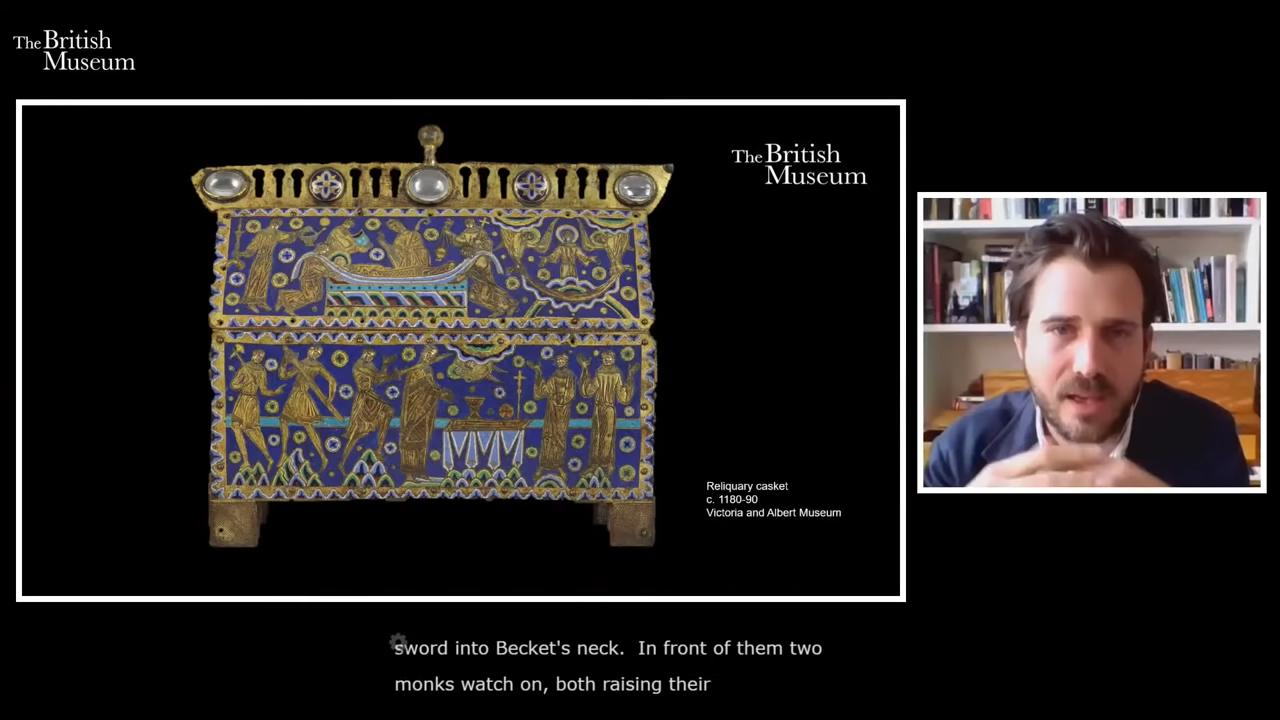 The British
Museum
The British
Museum
Reliquary casket
c. 1180-90
Victoria and Albert Museum
sword into Becket's neck. In front of them two
monks watch on, both raising their